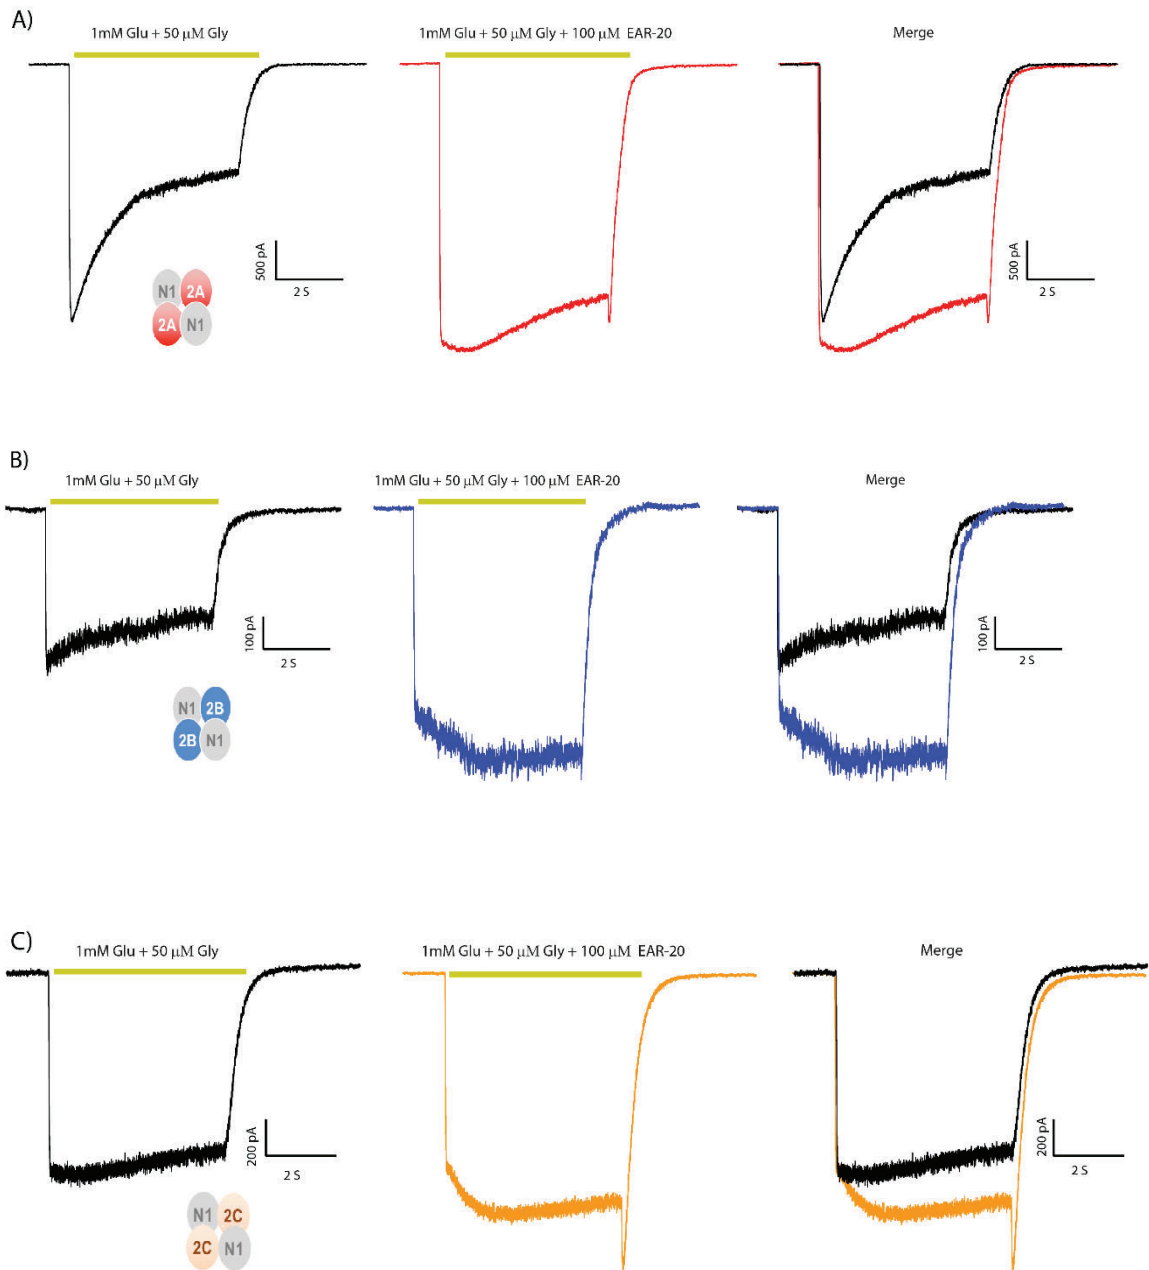 A)
1mM Glu + 50 μM Gly
1mM Glu + 50 μM Gly + 100 μM EAR-20
Merge
500 pA
2 S
N1 2A
2A N1
500 pA
2 S
B)
1mM Glu + 50 μM Gly
1mM Glu + 50 μM Gly + 100 μM EAR-20
Merge
100 pA
2 S
N1 2B
2B N1
100 pA
2 S
C)
1mM Glu + 50 μM Gly
1mM Glu + 50 μM Gly + 100 μM EAR-20
Merge
200 pA
2 S
N1 2C
2C N1
200 pA
2 S